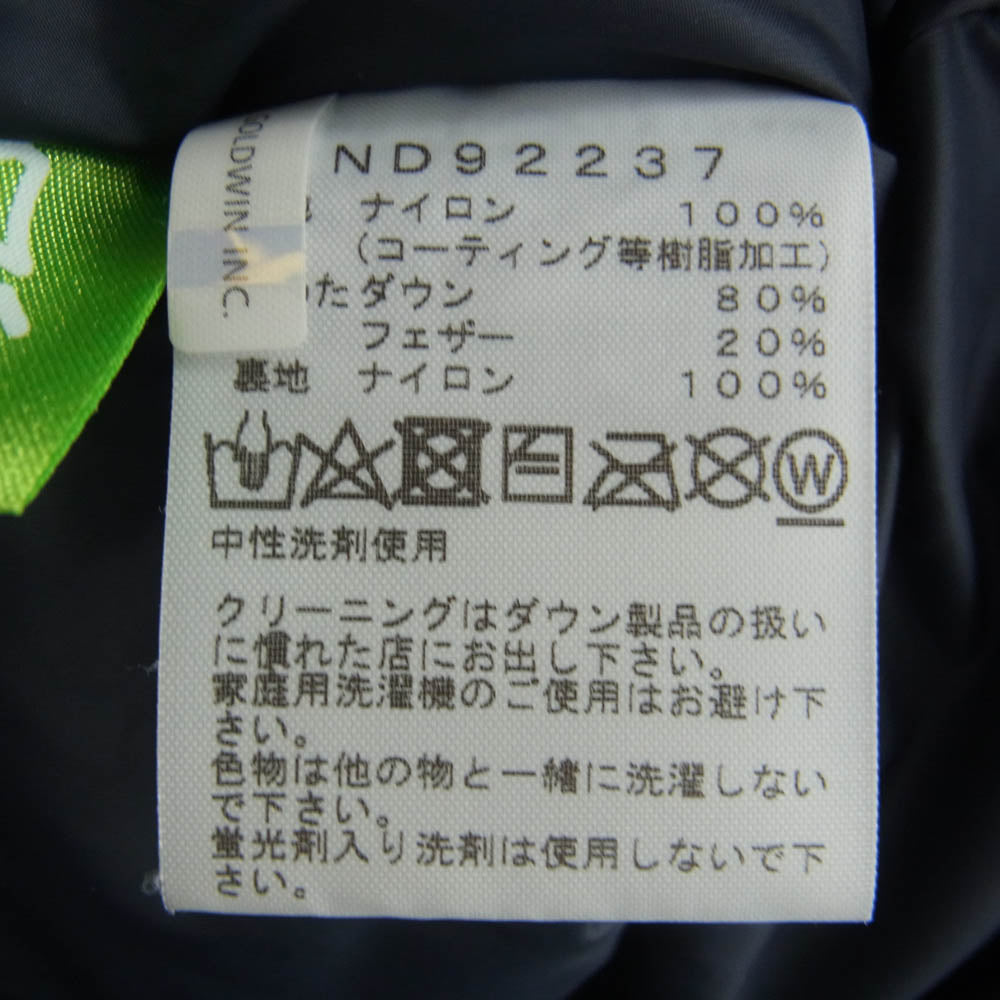 GOLDWIN INC.
ND92237
地 ナイロン 100%
(コーティング等樹脂加工)
わた ダウン 80%
フェザー 20%
裏地 ナイロン 100%
W
中性洗剤使用
クリーニングはダウン製品の扱い
に慣れた店にお出し下さい。
家庭用洗濯機のご使用はお避け下
さい。
色物は他の物と一緒に洗濯しない
で下さい。
蛍光剤入り洗剤は使用しないで下
さい。